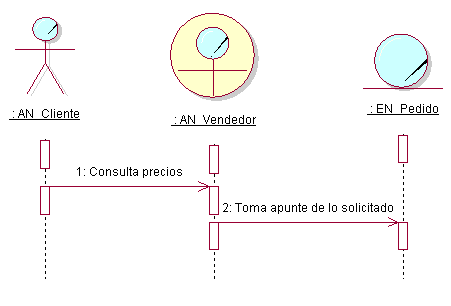 : AN_Cliente
: AN_Vendedor
: EN_Pedido
1: Consulta precios
2: Toma apunte de lo solicitado